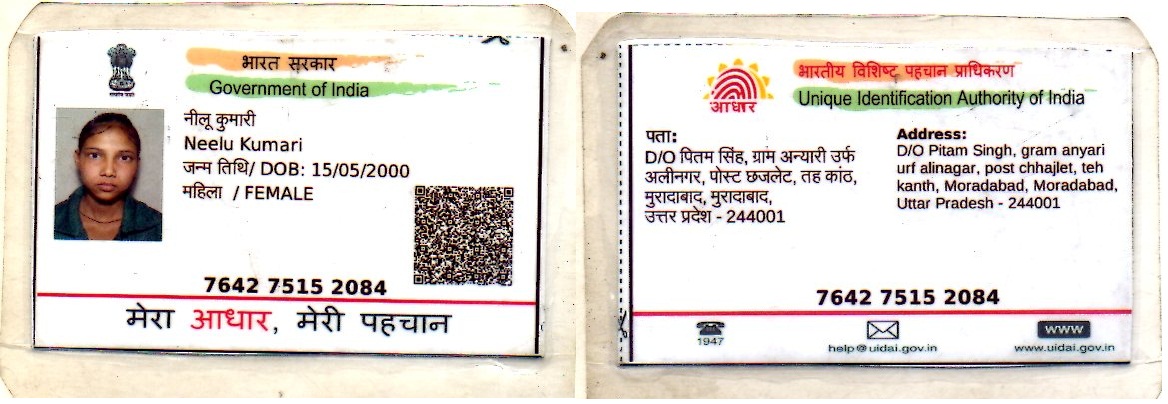 भारत सरकार
Government of India
नीलू कुमारी
Neelu Kumari
जन्म तिथि/ DOB: 15/05/2000
महिला / FEMALE
7642 7515 2084
मेरा आधार, मेरी पहचान
भारतीय विशिष्ट पहचान प्राधिकरण
Unique Identification Authority of India
आधार
पता:
D/O पितम सिंह, ग्राम अन्यारी उर्फ
अलीनगर, पोस्ट छजलेट, तह कांठ,
मुरादाबाद, मुरादाबाद,
उत्तर प्रदेश - 244001
Address:
D/O Pitam Singh, gram anyari
urf alinagar, post chhajlet, teh
kanth, Moradabad, Moradabad,
Uttar Pradesh - 244001
7642 7515 2084
1947
help@uidai.gov.in
www
www.uidai.gov.in